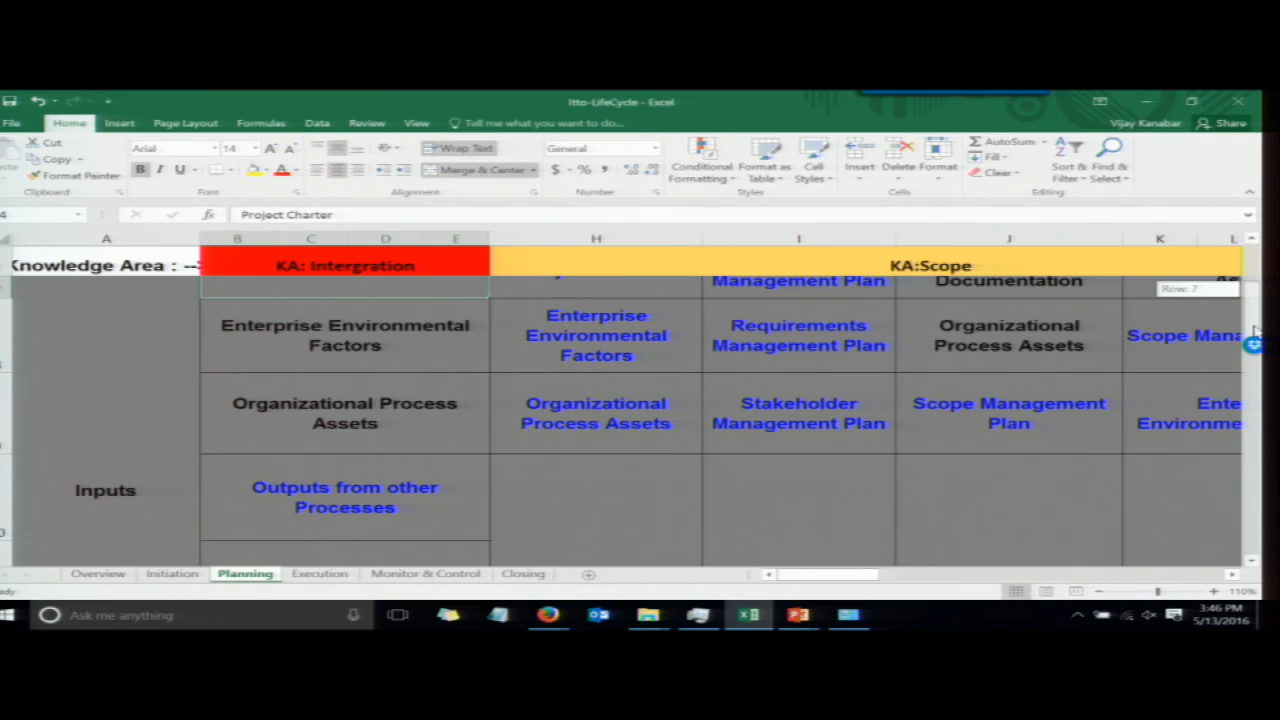 Itto-LifeCycle - Excel
File Home Insert Page Layout Formulas Data Review View Tell me what you want to do... Vijay Kanabar Share
Cut
Copy
Format Painter
Clipboard
Arial 14 A A
B I U A
Font
Wrap Text
Merge & Center
Alignment
General
$ % ,
Number
Conditional Formatting
Format as Table
Cell Styles
Styles
Insert Delete Format
Cells
AutoSum
Fill
Clear
Sort & Filter
Find & Select
Editing
4 fx Project Charter
A B C D E H I J K L
Knowledge Area : --> KA: Intergration KA:Scope
Management Plan Documentation As
Row: 7
Enterprise Environmental
Factors
Enterprise
Environmental
Factors
Requirements
Management Plan
Organizational
Process Assets
Scope Mana
Organizational Process
Assets
Organizational
Process Assets
Stakeholder
Management Plan
Scope Management
Plan
Ente
Environme
Inputs
Outputs from other
Processes
Overview Initiation Planning Execution Monitor & Control Closing
110%
Ask me anything
3:46 PM
5/13/2016